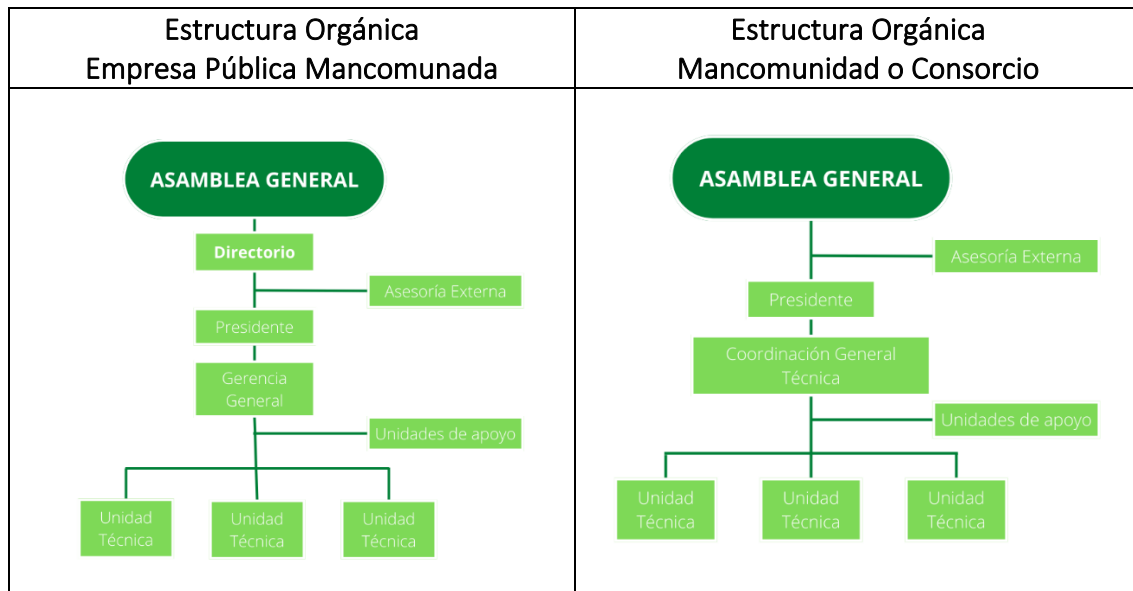 Estructura Orgánica
Empresa Pública Mancomunada
ASAMBLEA GENERAL
Directorio
Asesoría Externa
Presidente
Gerencia
General
Unidades de apoyo
Unidad
Técnica
Unidad
Técnica
Unidad
Técnica
Estructura Orgánica
Mancomunidad o Consorcio
ASAMBLEA GENERAL
Asesoría Externa
Presidente
Coordinación General
Técnica
Unidades de apoyo
Unidad
Técnica
Unidad
Técnica
Unidad
Técnica